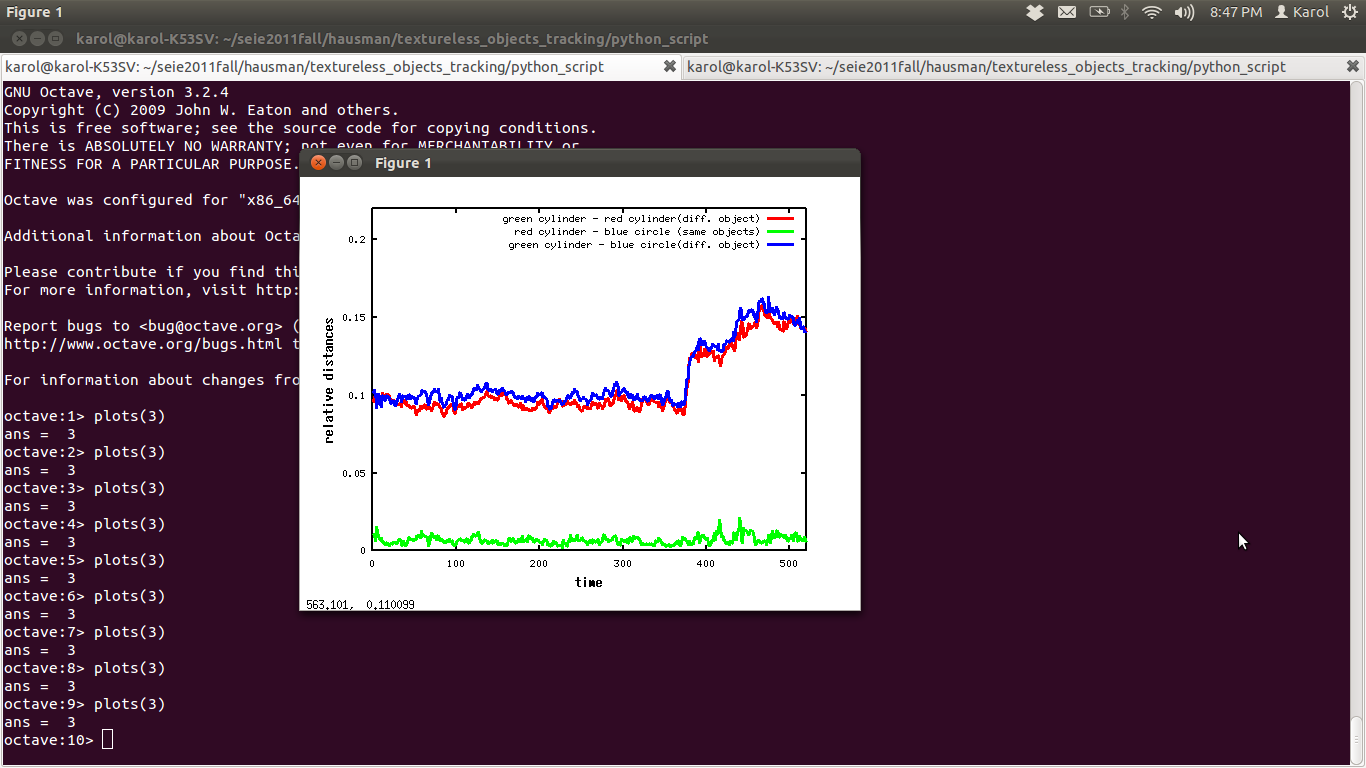 Figure 1
8:47 PM
Karol
karol@karol-K53SV: ~/seie2011fall/hausman/textureless_objects_tracking/python_script
karol@karol-K53SV: ~/seie2011fall/hausman/textureless_objects_tracking/python_script
karol@karol-K53SV: ~/seie2011fall/hausman/textureless_objects_tracking/python_script
GNU Octave, version 3.2.4
Copyright (C) 2009 John W. Eaton and others.
This is free software; see the source code for copying conditions.
There is ABSOLUTELY NO WARRANTY; not even for MERCHANTABILITY or
FITNESS FOR A PARTICULAR PURPOSE.
Octave was configured for "x86_64
Additional information about Octa
Please contribute if you find thi
For more information, visit http:
Report bugs to <bug@octave.org> (
http://www.octave.org/bugs.html t
For information about changes fro
octave:1> plots(3)
ans = 3
octave:2> plots(3)
ans = 3
octave:3> plots(3)
ans = 3
octave:4> plots(3)
ans = 3
octave:5> plots(3)
ans = 3
octave:6> plots(3)
ans = 3
octave:7> plots(3)
ans = 3
octave:8> plots(3)
ans = 3
octave:9> plots(3)
ans = 3
octave:10>
Figure 1
green cylinder - red cylinder(diff. object)
red cylinder - blue circle (same objects)
green cylinder - blue circle(diff. object)
0.2
0.15
0.1
0.05
0
relative distances
0 100 200 300 400 500
time
563.101, 0.110099